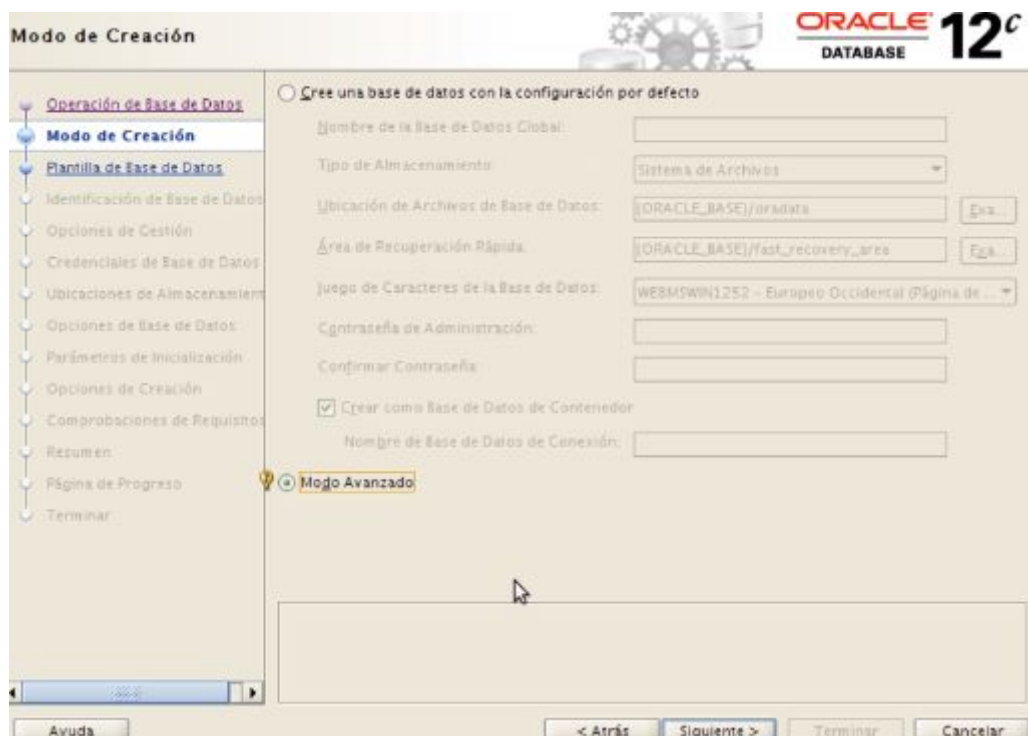 Modo de Creación
ORACLE
DATABASE
12c
Operación de Base de Datos
Modo de Creación
Plantilla de Base de Datos
Identificación de Base de Datos
Opciones de Gestión
Credenciales de Base de Datos
Ubicaciones de Almacenamient
Opciones de Base de Datos
Parámetros de Inicialización
Opciones de Creación
Comprobaciones de Requisitos
Resumen
Página de Progreso
Terminar
Cree una base de datos con la configuración por defecto
Nombre de la Base de Datos Global:
Tipo de Almacenamiento: Sistema de Archivos
Ubicación de Archivos de Base de Datos: {ORACLE_BASE}/oradata Exa...
Área de Recuperación Rápida: {ORACLE_BASE}/fast_recovery_area Exa...
Juego de Caracteres de la Base de Datos: WE8MSWIN1252 - Europeo Occidental (Página de ...
Contraseña de Administración:
Confirmar Contraseña:
Crear como Base de Datos de Contenedor
Nombre de Base de Datos de Conexión:
Modo Avanzado
Ayuda < Atrás Siguiente > Terminar Cancelar